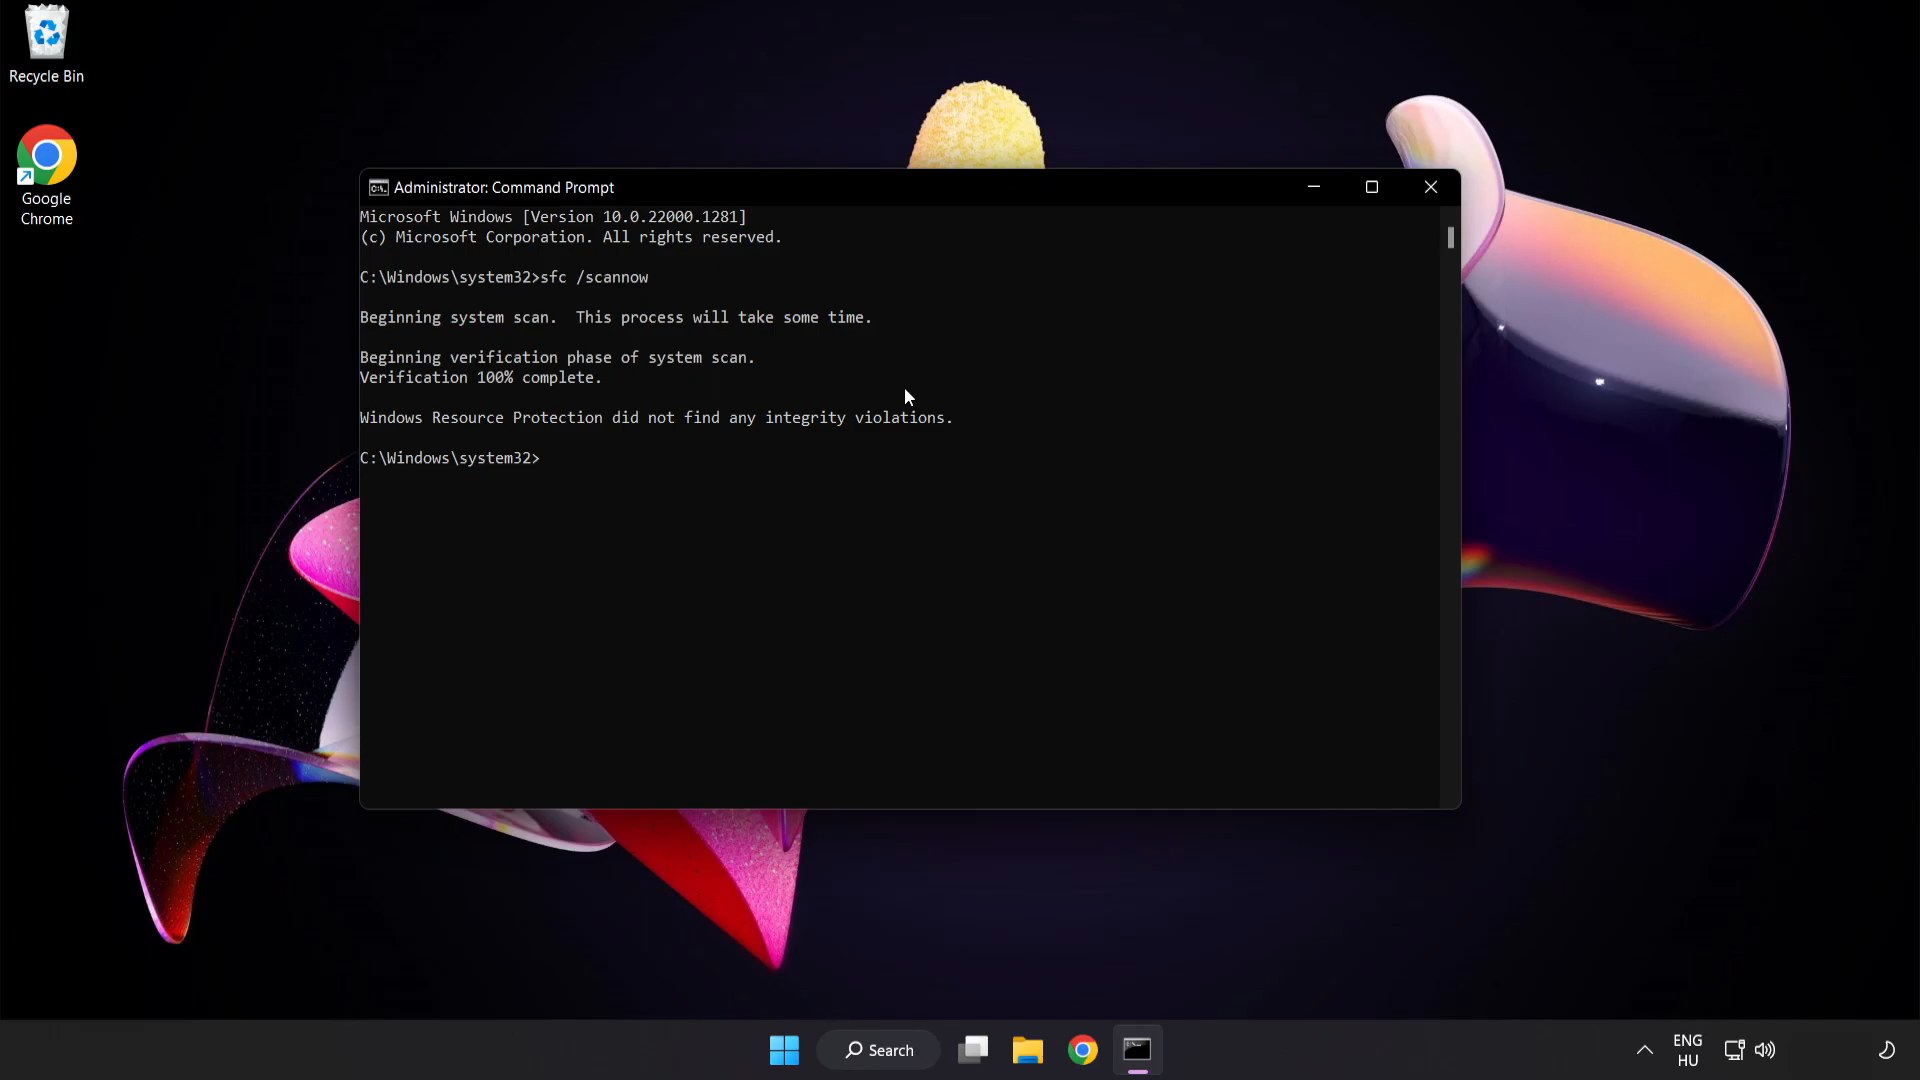 Recycle Bin
Google
Chrome
Administrator: Command Prompt
Microsoft Windows [Version 10.0.22000.1281]
(c) Microsoft Corporation. All rights reserved.
C:\Windows\system32>sfc /scannow
Beginning system scan.  This process will take some time.
Beginning verification phase of system scan.
Verification 100% complete.
Windows Resource Protection did not find any integrity violations.
C:\Windows\system32>
Search
ENG
HU